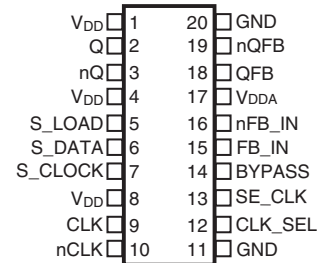 VDD 1 20 GND
Q 2 19 nQFB
nQ 3 18 QFB
VDD 4 17 VDDA
S_LOAD 5 16 nFB_IN
S_DATA 6 15 FB_IN
S_CLOCK 7 14 BYPASS
VDD 8 13 SE_CLK
CLK 9 12 CLK_SEL
nCLK 10 11 GND